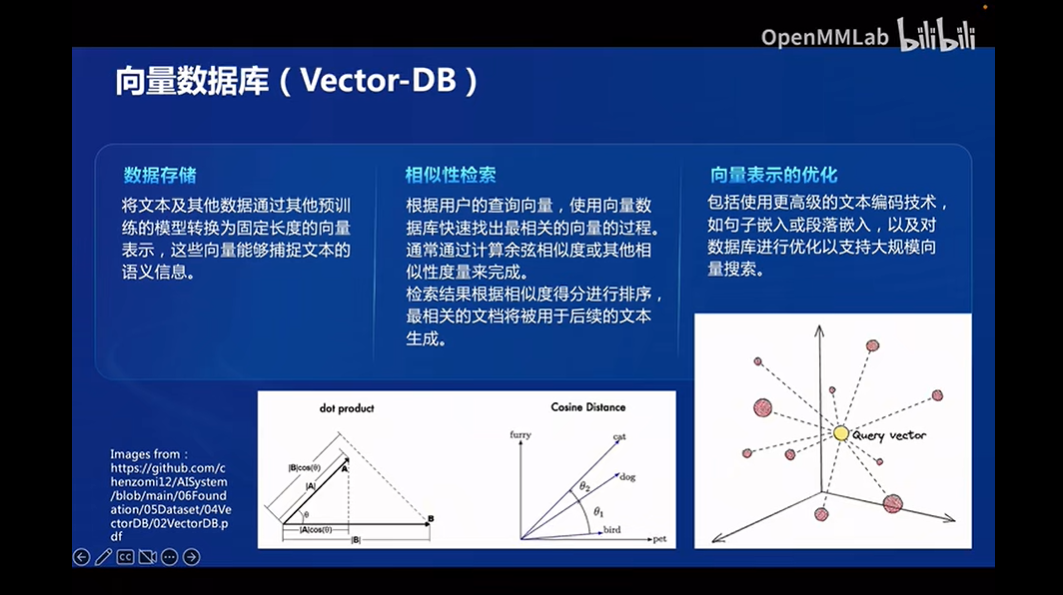 OpenMMLab bilibili
向量数据库（Vector-DB）
数据存储
将文本及其他数据通过其他预训
练的模型转换为固定长度的向量
表示，这些向量能够捕捉文本的
语义信息。
相似性检索
根据用户的查询向量，使用向量数
据库快速找出最相关的向量的过程。
通常通过计算余弦相似度或其他相
似性度量来完成。
检索结果根据相似度得分进行排序，
最相关的文档将被用于后续的文本
生成。
向量表示的优化
包括使用更高级的文本编码技术，
如句子嵌入或段落嵌入，以及对
数据库进行优化以支持大规模向
量搜索。
Images from：
https://github.com/c
henzomi12/AISystem
/blob/main/06Found
ation/05Dataset/04Ve
ctorDB/02VectorDB.p
df
dot product
|B|cos(θ)
A
|A|
θ
B
|A|cos(θ)
|B|
Cosine Distance
furry
cat
dog
θ2
θ1
bird
pet
Query vector
CC